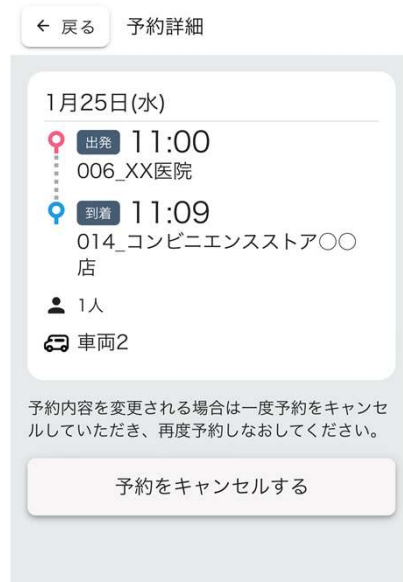 ← 戻る 予約詳細
1月25日(水)
出発 11:00
006_XX医院
到着 11:09
014_コンビニエンスストア〇〇
店
1人
車両2
予約内容を変更される場合は一度予約をキャンセ
ルしていただき、再度予約しなおしてください。
予約をキャンセルする